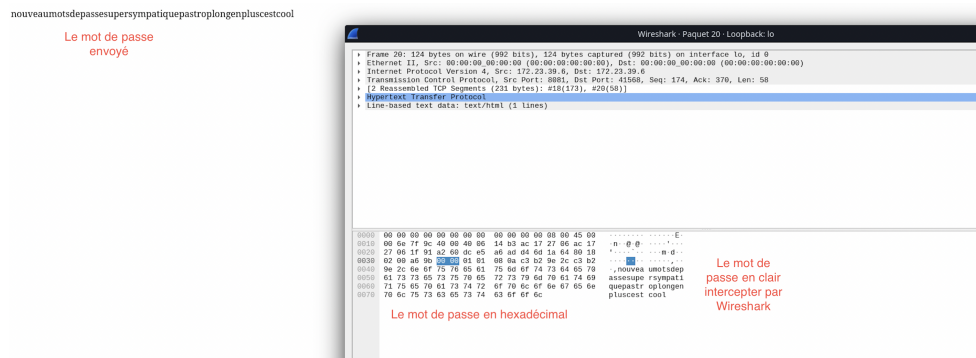 nouveaumotsdepassesupersympatiquepastroplongenpluscestcool
Le mot de passe
envoyé
Wireshark · Paquet 20 · Loopback: lo
Frame 20: 124 bytes on wire (992 bits), 124 bytes captured (992 bits) on interface lo, id 0
Ethernet II, Src: 00:00:00_00:00:00 (00:00:00:00:00:00), Dst: 00:00:00_00:00:00 (00:00:00:00:00:00)
Internet Protocol Version 4, Src: 172.23.39.6, Dst: 172.23.39.6
Transmission Control Protocol, Src Port: 8081, Dst Port: 41568, Seq: 174, Ack: 370, Len: 58
[2 Reassembled TCP Segments (231 bytes): #18(173), #20(58)]
Hypertext Transfer Protocol
Line-based text data: text/html (1 lines)
0000 00 00 00 00 00 00 00 00 00 00 00 00 08 00 45 00 ········ ······E·
0010 00 6e 7f 9c 40 00 40 06 14 b3 ac 17 27 06 ac 17 ·n··@·@· ····'···
0020 27 06 1f 91 a2 60 dc e5 a6 ad d4 6d 1a 64 80 18 '····`·· ···m·d··
0030 02 00 a6 9b 00 00 01 01 08 0a c3 b2 9e 2c c3 b2 ········ ·····,··
0040 9e 2c 6e 6f 75 76 65 61 75 6d 6f 74 73 64 65 70 ·,nouvea umotsdep
0050 61 73 73 65 73 75 70 65 72 73 79 6d 70 61 74 69 assesupe rsympati
0060 71 75 65 70 61 73 74 72 6f 70 6c 6f 6e 67 65 6e quepastr oplongen
0070 70 6c 75 73 63 65 73 74 63 6f 6f 6c pluscest cool
Le mot de
passe en clair
intercepter par
Wireshark
Le mot de passe en hexadécimal